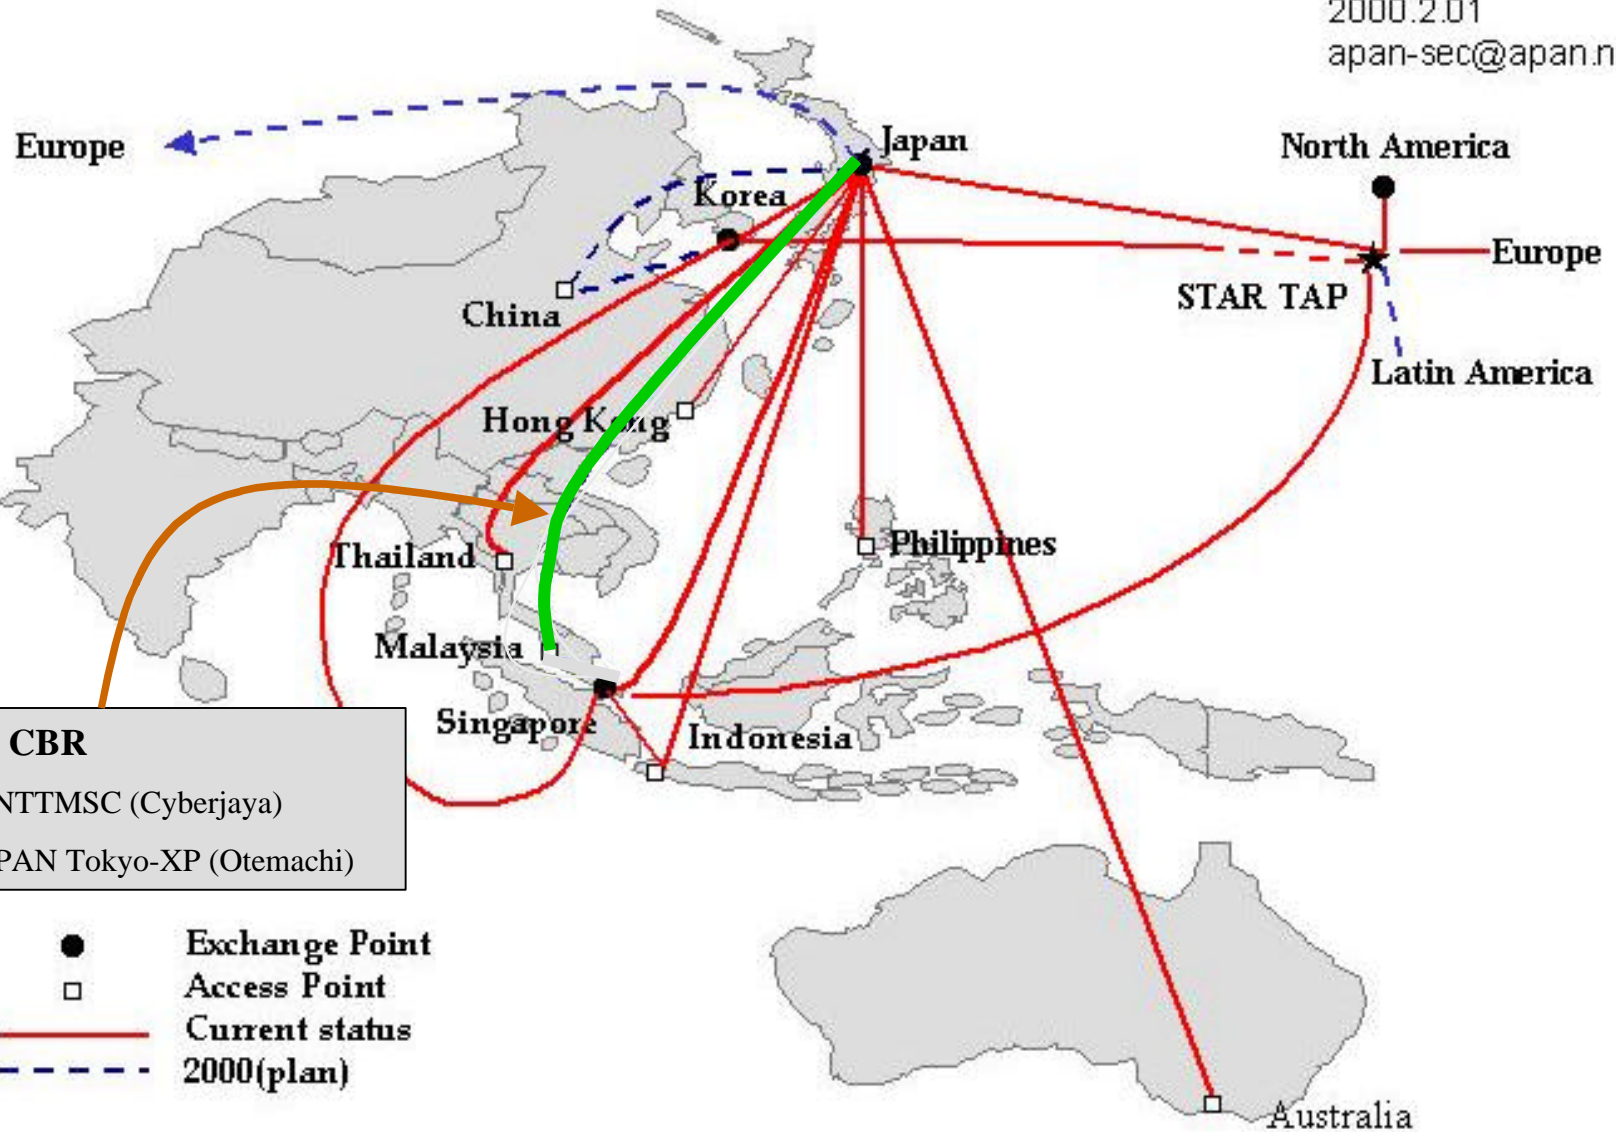 2000.2.01
apan-sec@apan.n
Europe
Japan
North America
Korea
Europe
STAR TAP
China
Latin America
Hong Kong
Thailand
Philippines
Malaysia
Singapore
Indonesia
CBR
NTTMSC (Cyberjaya)
PAN Tokyo-XP (Otemachi)
Exchange Point
Access Point
Current status
2000(plan)
Australia